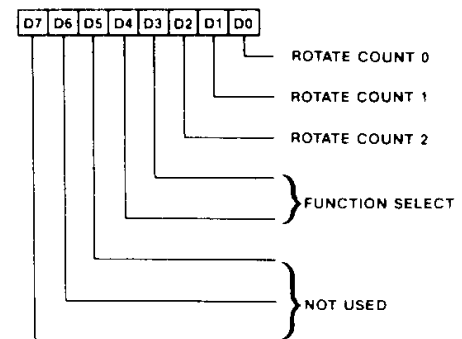 D7 D6 D5 D4 D3 D2 D1 D0
ROTATE COUNT 0
ROTATE COUNT 1
ROTATE COUNT 2
FUNCTION SELECT
NOT USED